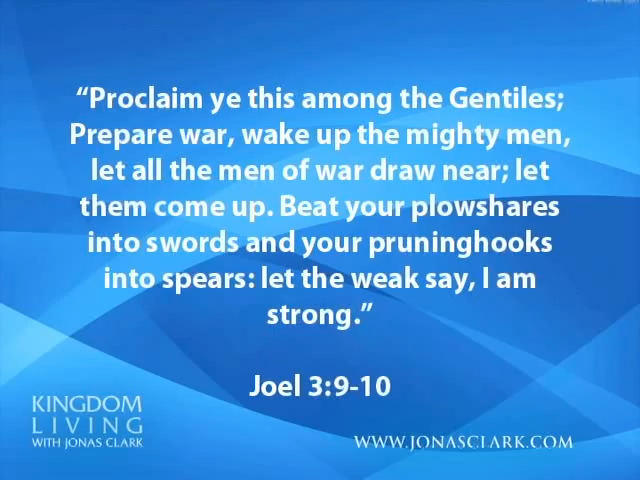 “Proclaim ye this among the Gentiles;
Prepare war, wake up the mighty men,
let all the men of war draw near; let
them come up. Beat your plowshares
into swords and your pruninghooks
into spears: let the weak say, I am
strong.”
Joel 3:9-10
KINGDOM
LIVING
WITH JONAS CLARK
WWW.JONASCLARK.COM